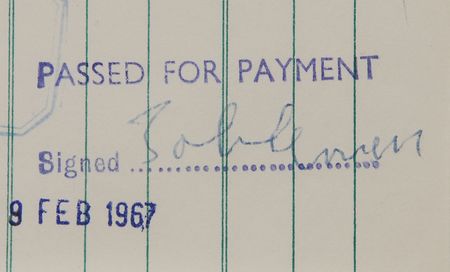 PASSED FOR PAYMENT
Signed ..............................
9 FEB 1967